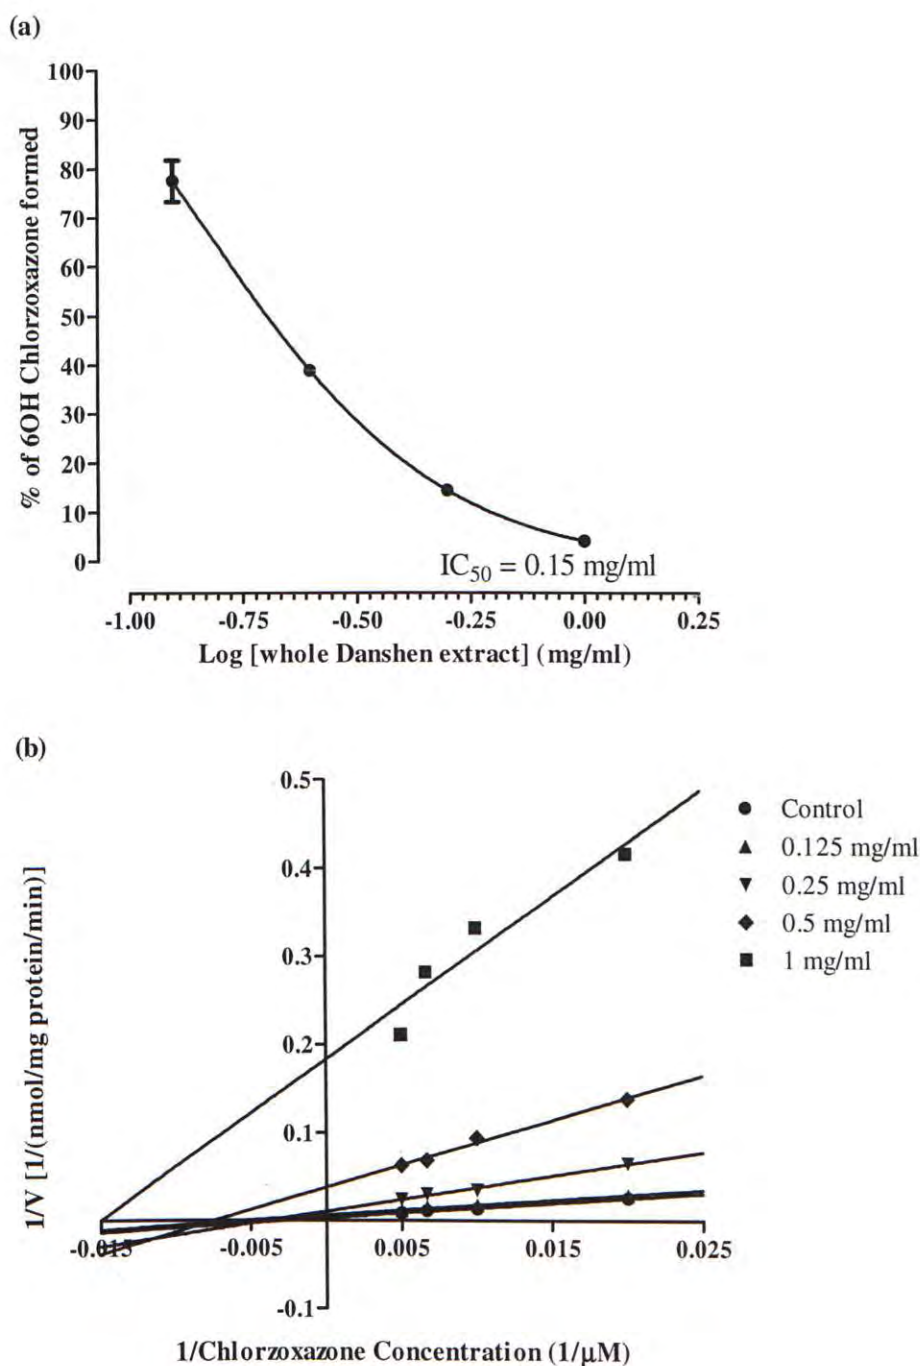 (a)
% of 6OH Chlorzoxazone formed
100
90
80
70
60
50
40
30
20
10
0
IC50 = 0.15 mg/ml
-1.00 -0.75 -0.50 -0.25 0.00 0.25
Log [whole Danshen extract] (mg/ml)
(b)
1/V [1/(nmol/mg protein/min)]
0.5
0.4
0.3
0.2
0.1
-0.1
-0.015 -0.005 0.005 0.015 0.025
1/Chlorzoxazone Concentration (1/µM)
Control
0.125 mg/ml
0.25 mg/ml
0.5 mg/ml
1 mg/ml